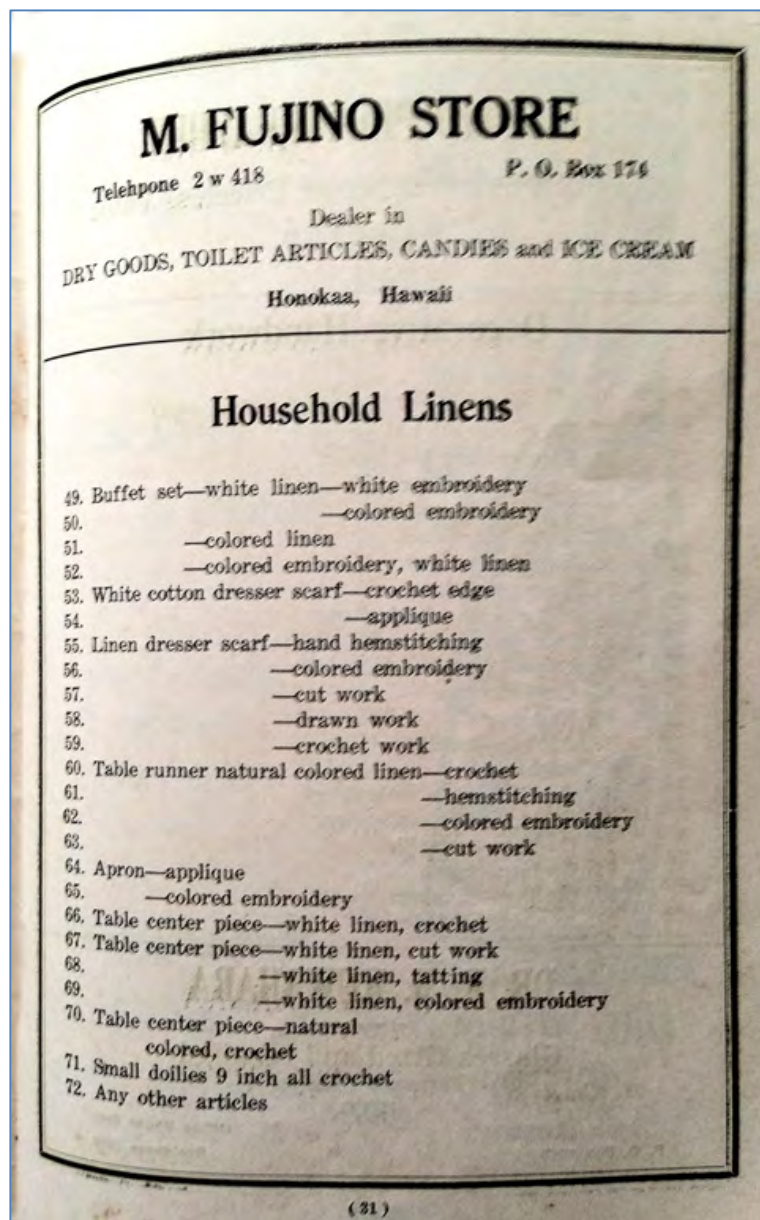 M. FUJINO STORE
Telehpone 2 w 418 P. O. Box 174
Dealer in
DRY GOODS, TOILET ARTICLES, CANDIES and ICE CREAM
Honokaa, Hawaii
Household Linens
49. Buffet set—white linen—white embroidery
50. —colored embroidery
51. —colored linen
52. —colored embroidery, white linen
53. White cotton dresser scarf—crochet edge
54. —applique
55. Linen dresser scarf—hand hemstitching
56. —colored embroidery
57. —cut work
58. —drawn work
59. —crochet work
60. Table runner natural colored linen—crochet
61. —hemstitching
62. —colored embroidery
63. —cut work
64. Apron—applique
65. —colored embroidery
66. Table center piece—white linen, crochet
67. Table center piece—white linen, cut work
68. —white linen, tatting
69. —white linen, colored embroidery
70. Table center piece—natural
colored, crochet
71. Small doilies 9 inch all crochet
72. Any other articles
( 31 )